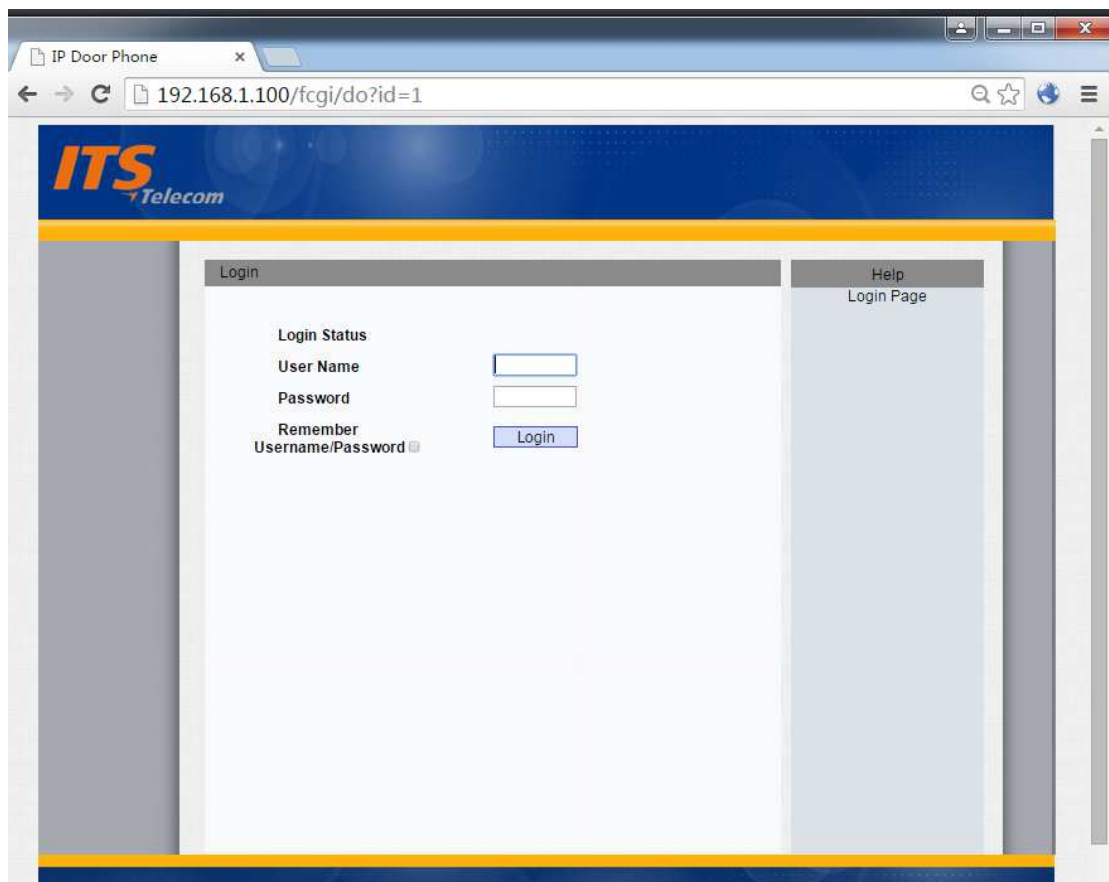 IP Door Phone
192.168.1.100/fcgi/do?id=1
ITS
Telecom
Login
Help
Login Page
Login Status
User Name
Password
Remember
Username/Password
Login